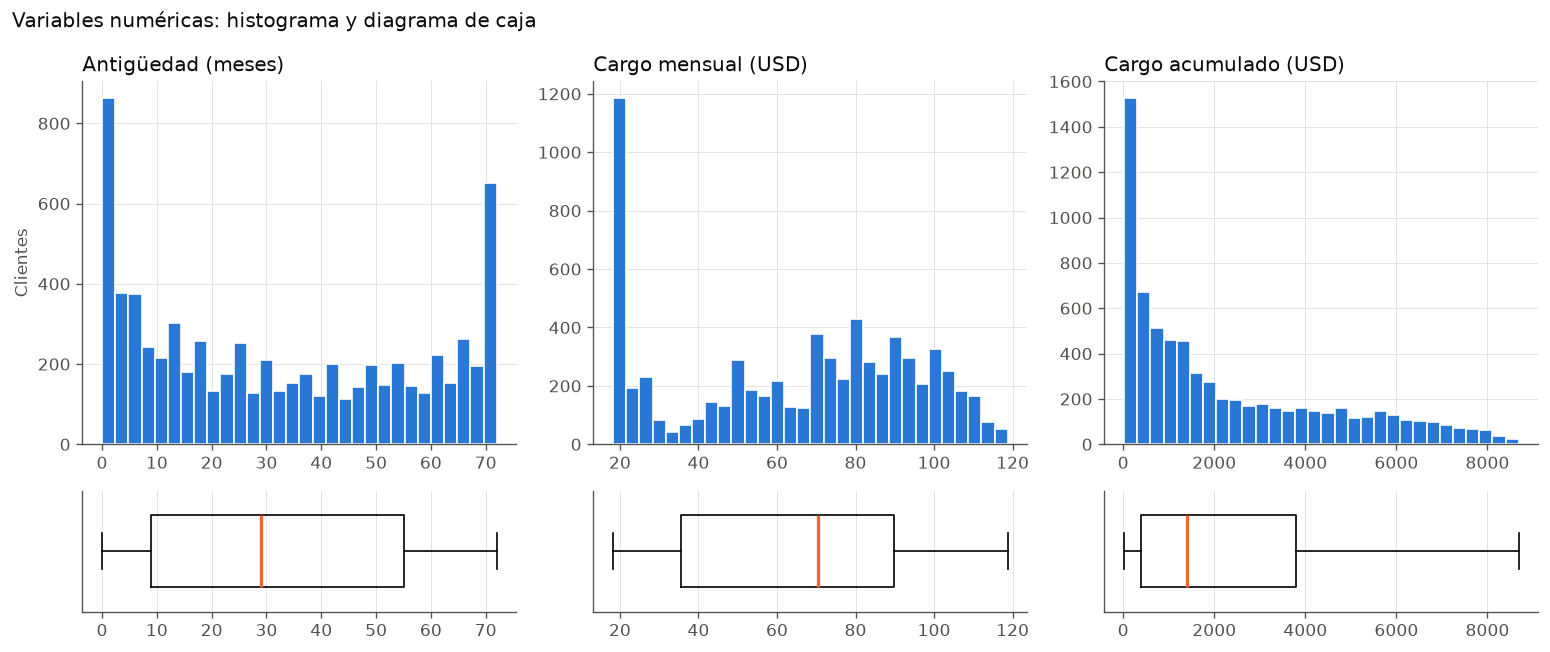 Variables numéricas: histograma y diagrama de caja
Antigüedad (meses)
Clientes
800
600
400
200
0
0 10 20 30 40 50 60 70
Cargo mensual (USD)
1200
1000
800
600
400
200
0
20 40 60 80 100 120
Cargo acumulado (USD)
1600
1400
1200
1000
800
600
400
200
0
0 2000 4000 6000 8000
0 10 20 30 40 50 60 70
20 40 60 80 100 120
0 2000 4000 6000 8000